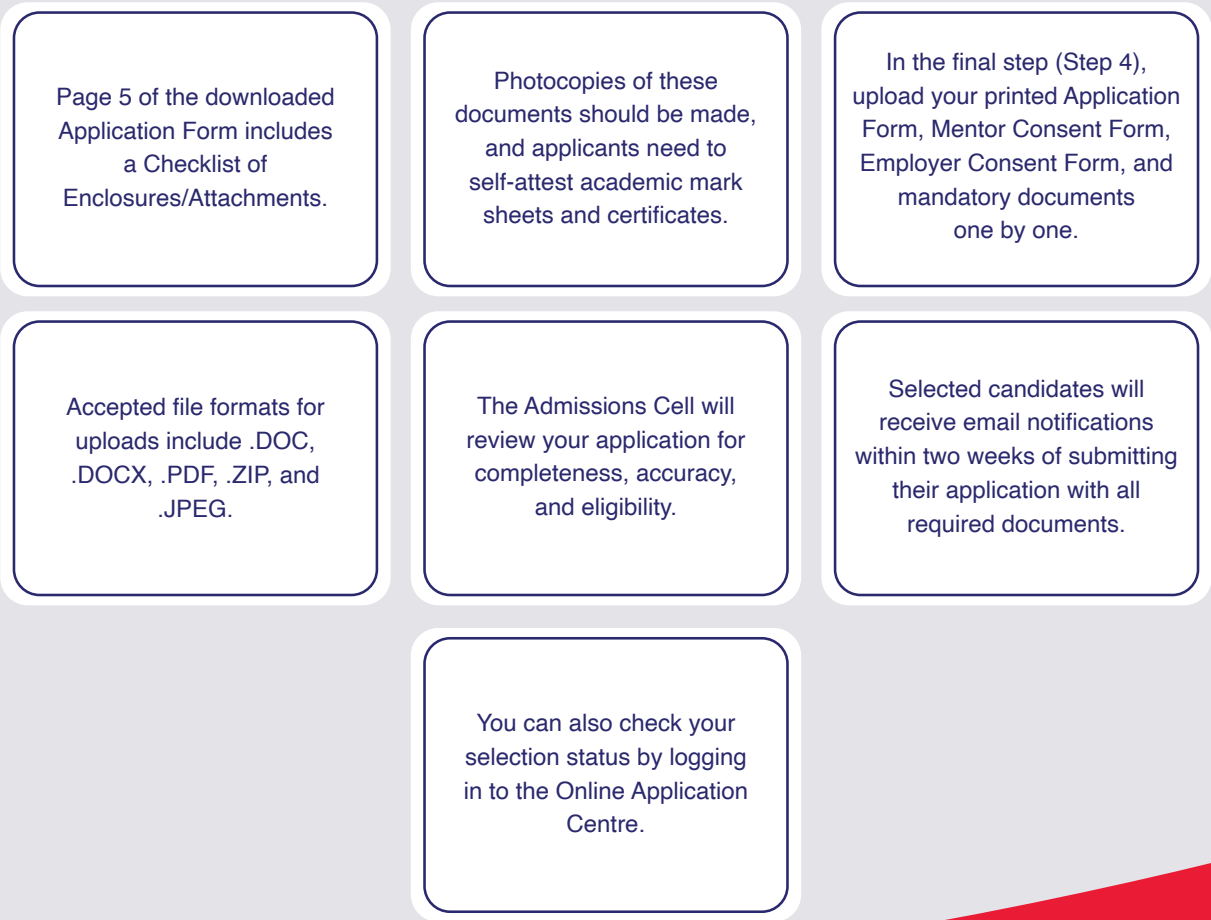 Page 5 of the downloaded
Application Form includes
a Checklist of
Enclosures/Attachments.
Photocopies of these
documents should be made,
and applicants need to
self-attest academic mark
sheets and certificates.
In the final step (Step 4),
upload your printed Application
Form, Mentor Consent Form,
Employer Consent Form, and
mandatory documents
one by one.
Accepted file formats for
uploads include .DOC,
.DOCX, .PDF, .ZIP, and
.JPEG.
The Admissions Cell will
review your application for
completeness, accuracy,
and eligibility.
Selected candidates will
receive email notifications
within two weeks of submitting
their application with all
required documents.
You can also check your
selection status by logging
in to the Online Application
Centre.